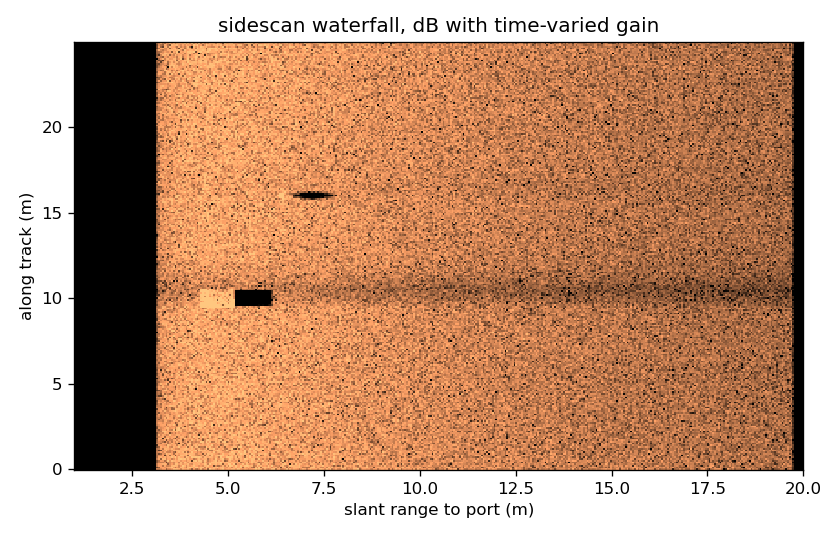 sidescan waterfall, dB with time-varied gain
along track (m)
20
15
10
5
0
2.5 5.0 7.5 10.0 12.5 15.0 17.5 20.0
slant range to port (m)